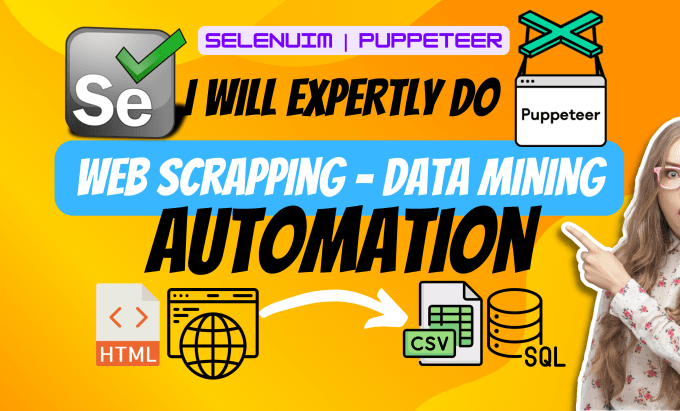 SELENUIM | PUPPETEER
Se
I WILL EXPERTLY DO
Puppeteer
WEB SCRAPPING - DATA MINING
AUTOMATION
HTML
CSV
SQL